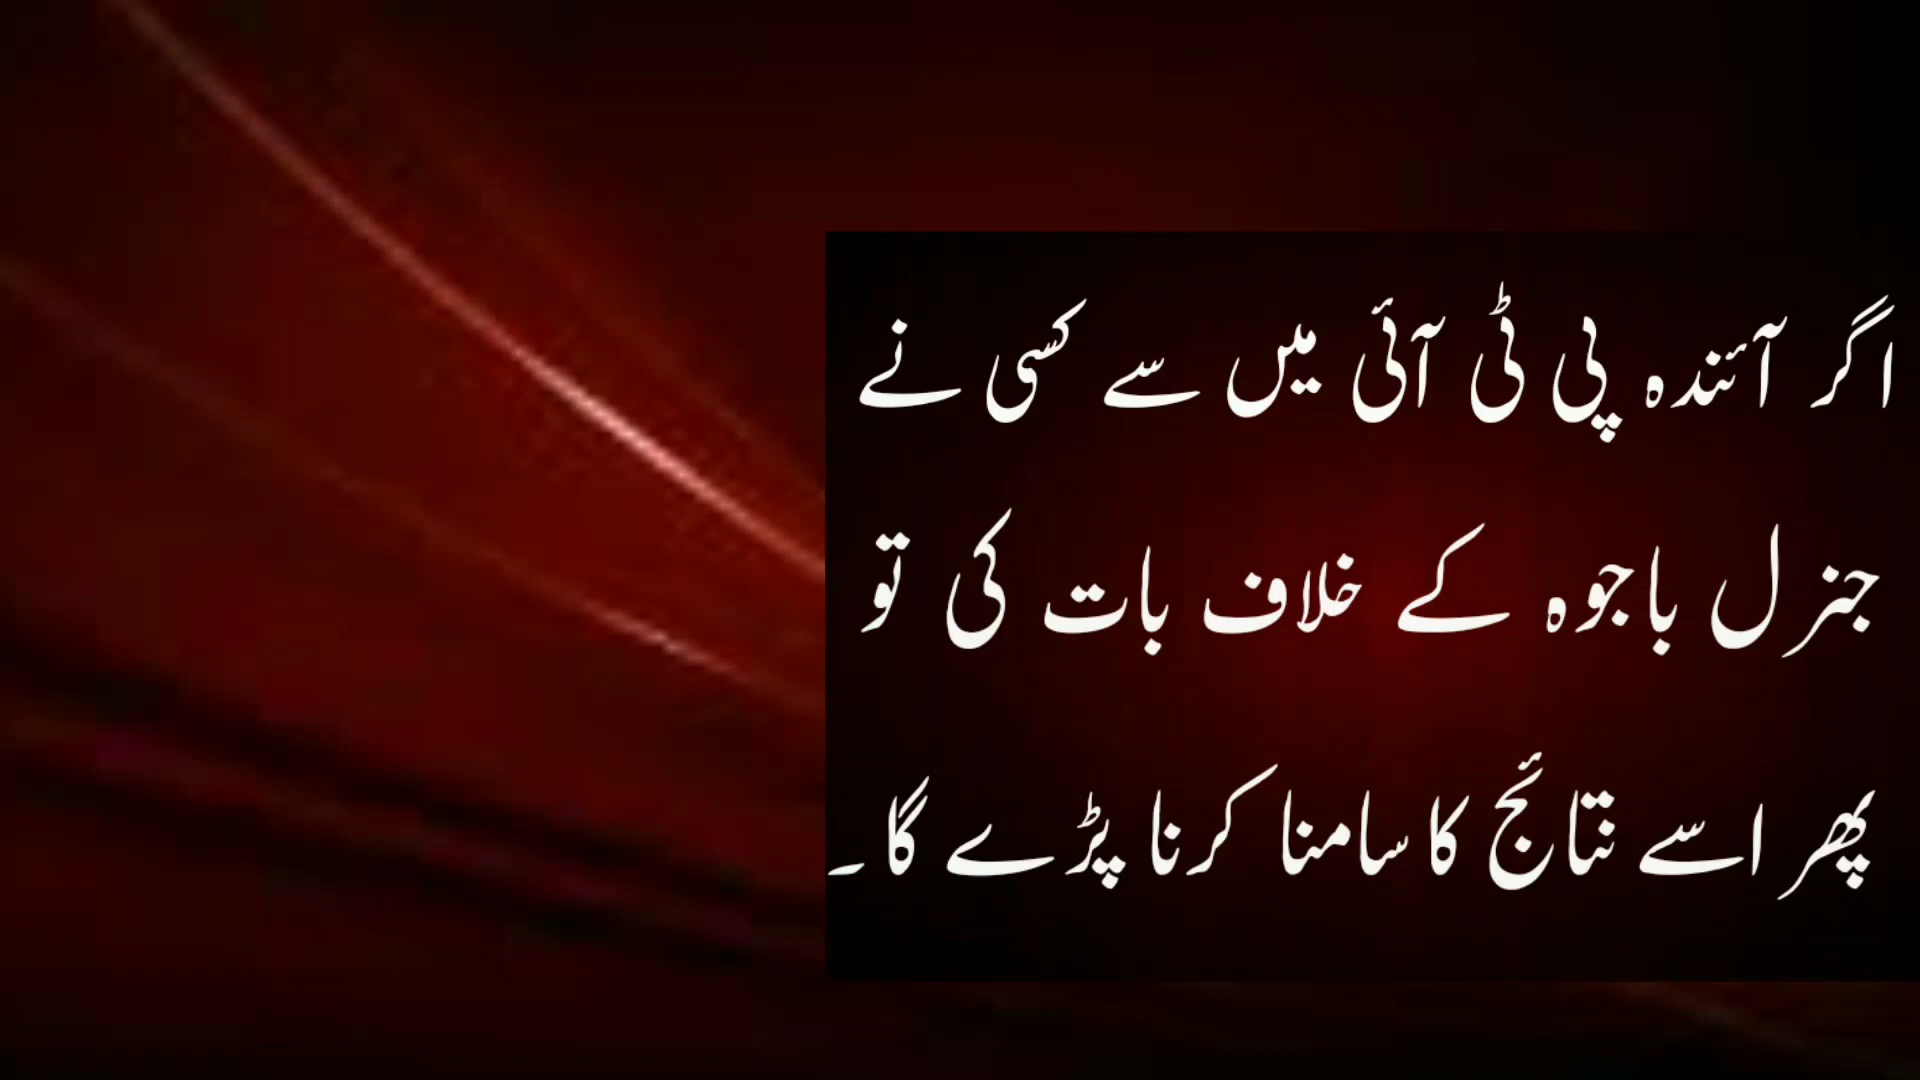 اگر آئندہ پی ٹی آئی میں سے کسی نے
جنرل باجوہ کے خلاف بات کی تو
پھر اسے نتائج کا سامنا کرنا پڑے گا۔